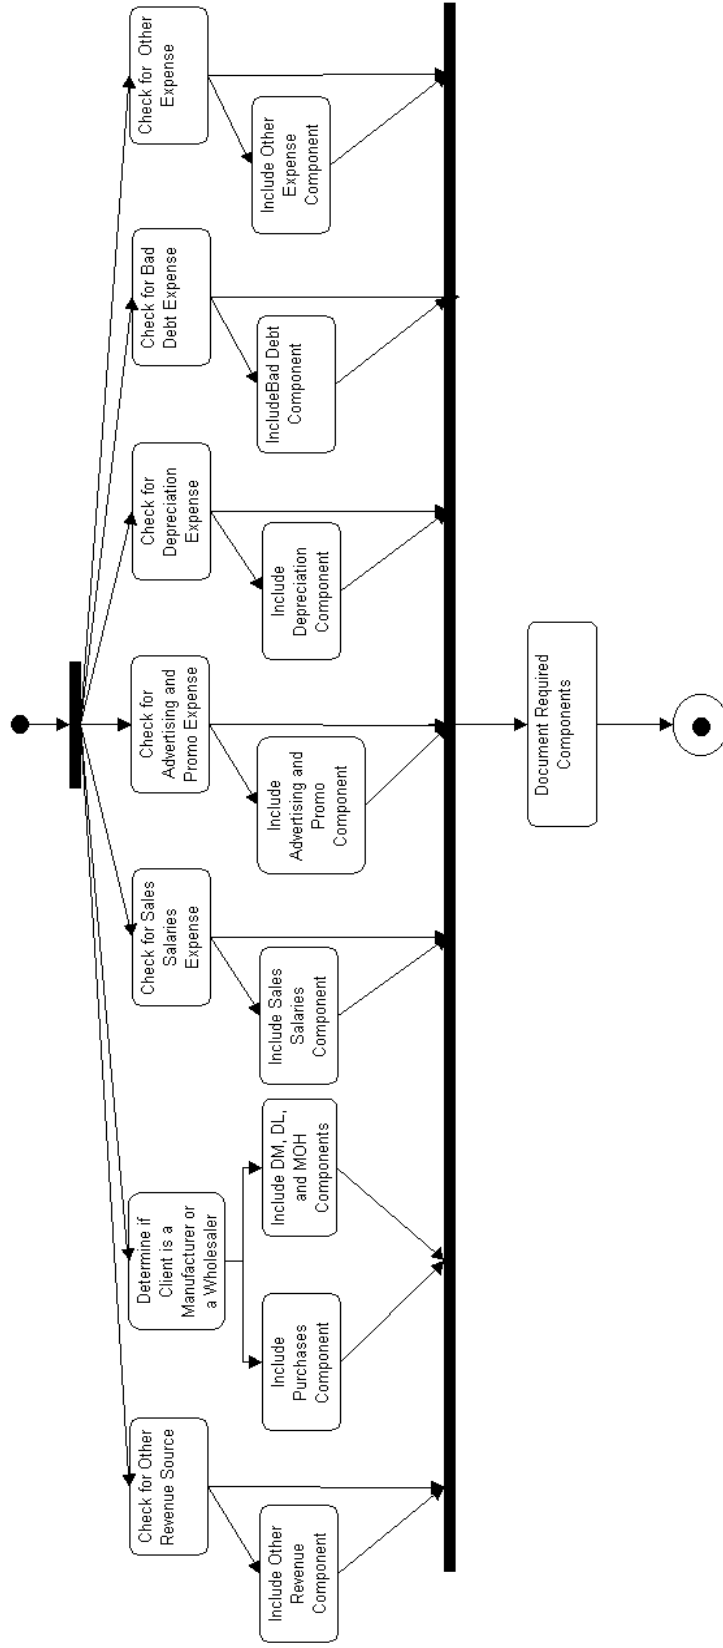 Check for Other
Revenue Source
Determine if
Client is a
Manufacturer or
a Wholesaler
Check for Sales
Salaries
Expense
Check for
Advertising and
Promo Expense
Check for
Depreciation
Expense
Check for Bad
Debt Expense
Check for  Other
Expense
Include Other
Revenue
Component
Include
Purchases
Component
Include DM, DL,
and MOH
Components
Include Sales
Salaries
Component
Include
Advertising and
Promo
Component
Include
Depreciation
Component
IncludeBad Debt
Component
Include Other
Expense
Component
Document Required
Components